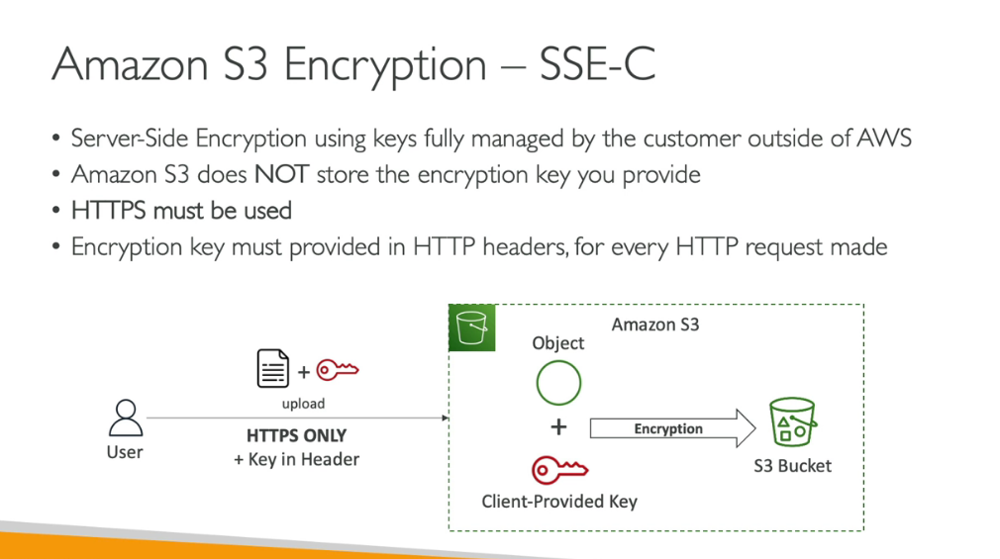 Amazon S3 Encryption – SSE-C
• Server-Side Encryption using keys fully managed by the customer outside of AWS
• Amazon S3 does NOT store the encryption key you provide
• HTTPS must be used
• Encryption key must provided in HTTP headers, for every HTTP request made
Amazon S3
Object
+
upload
User
HTTPS ONLY
+ Key in Header
+
Encryption
S3 Bucket
Client-Provided Key